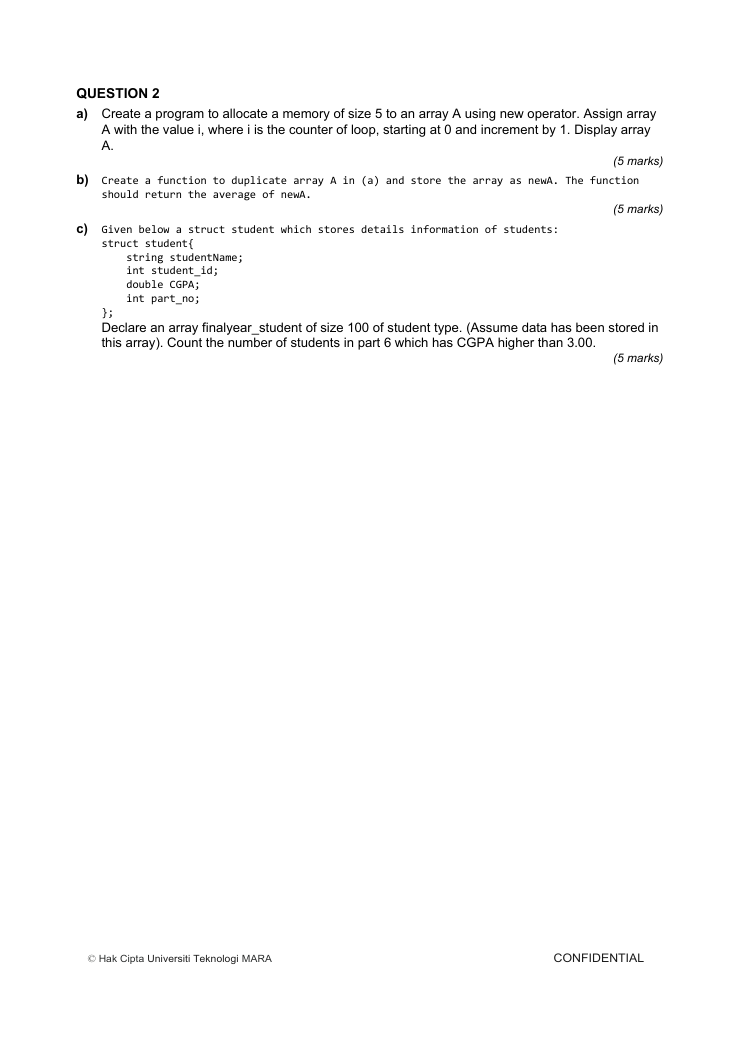 QUESTION 2
a) Create a program to allocate a memory of size 5 to an array A using new operator. Assign array
A with the value i, where i is the counter of loop, starting at 0 and increment by 1. Display array
A.
(5 marks)
b) Create a function to duplicate array A in (a) and store the array as newA. The function
should return the average of newA.
(5 marks)
c) Given below a struct student which stores details information of students:
struct student{
string studentName;
int student_id;
double CGPA;
int part_no;
};
Declare an array finalyear_student of size 100 of student type. (Assume data has been stored in
this array). Count the number of students in part 6 which has CGPA higher than 3.00.
(5 marks)
© Hak Cipta Universiti Teknologi MARA CONFIDENTIAL